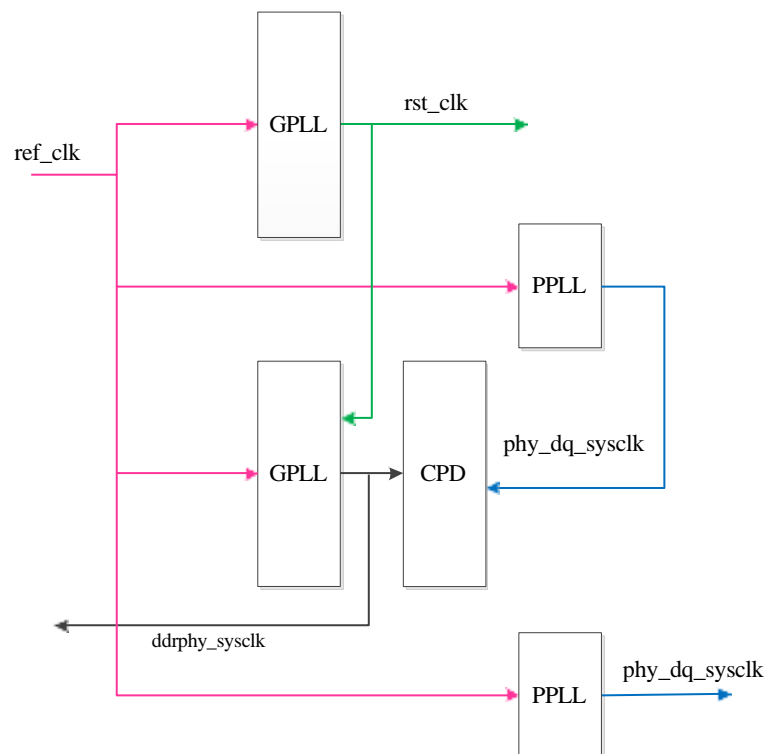 rst_clk
GPLL
ref_clk
PPLL
phy_dq_sysclk
GPLL
CPD
ddrphy_sysclk
phy_dq_sysclk
PPLL